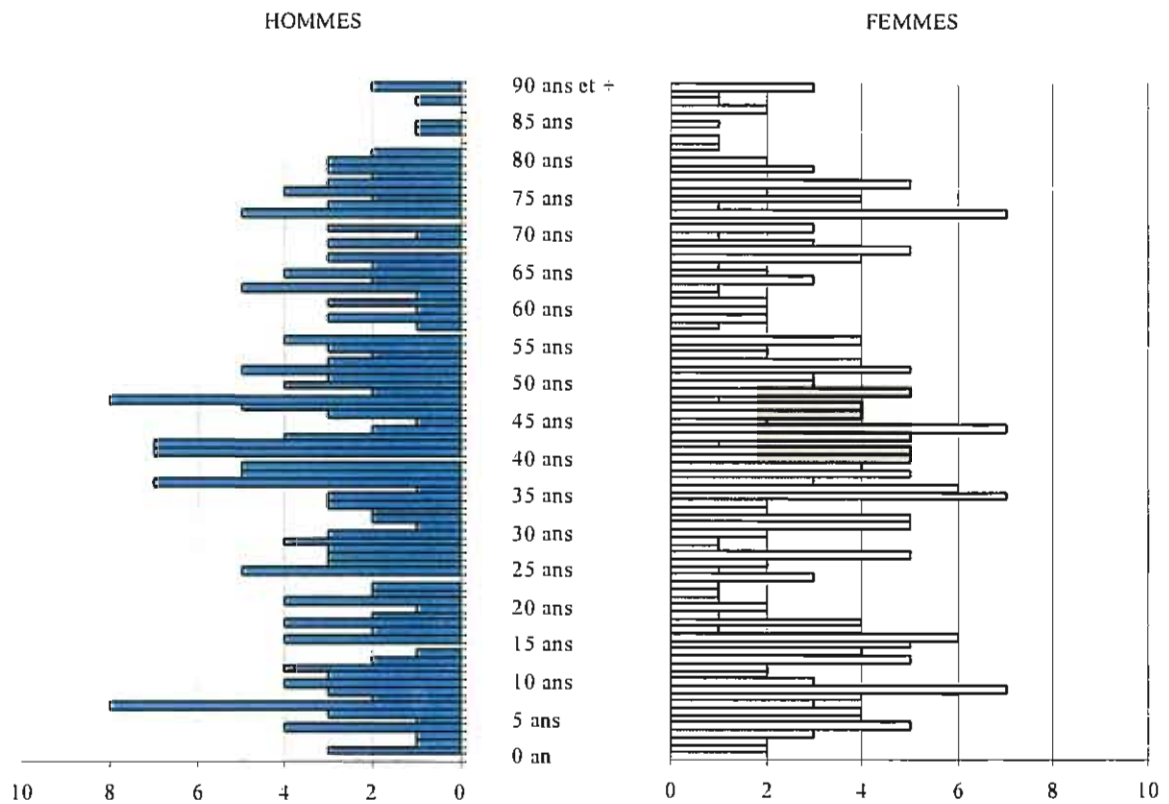 HOMMES FEMMES
90 ans et +
85 ans
80 ans
75 ans
70 ans
65 ans
60 ans
55 ans
50 ans
45 ans
40 ans
35 ans
30 ans
25 ans
20 ans
15 ans
10 ans
5 ans
0 an
10 8 6 4 2 0 0 2 4 6 8 10